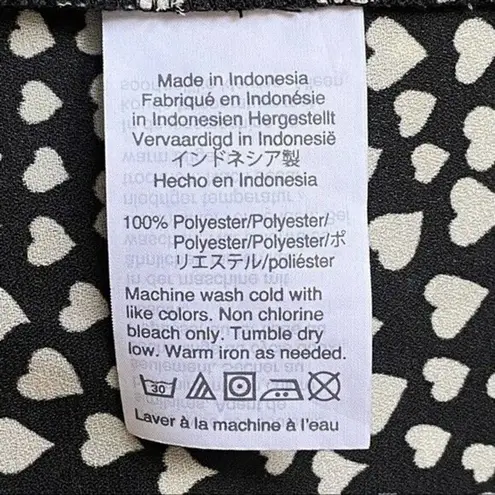 Made in Indonesia
Fabriqué en Indonésie
in Indonesien Hergestellt
Vervaardigd in Indonesië
インドネシア製
Hecho en Indonesia
100% Polyester/Polyester/
Polyester/Polyester/ポ
リエステル/poliéster
Machine wash cold with
like colors. Non chlorine
bleach only. Tumble dry
low. Warm iron as needed.
30
Laver à la machine à l'eau